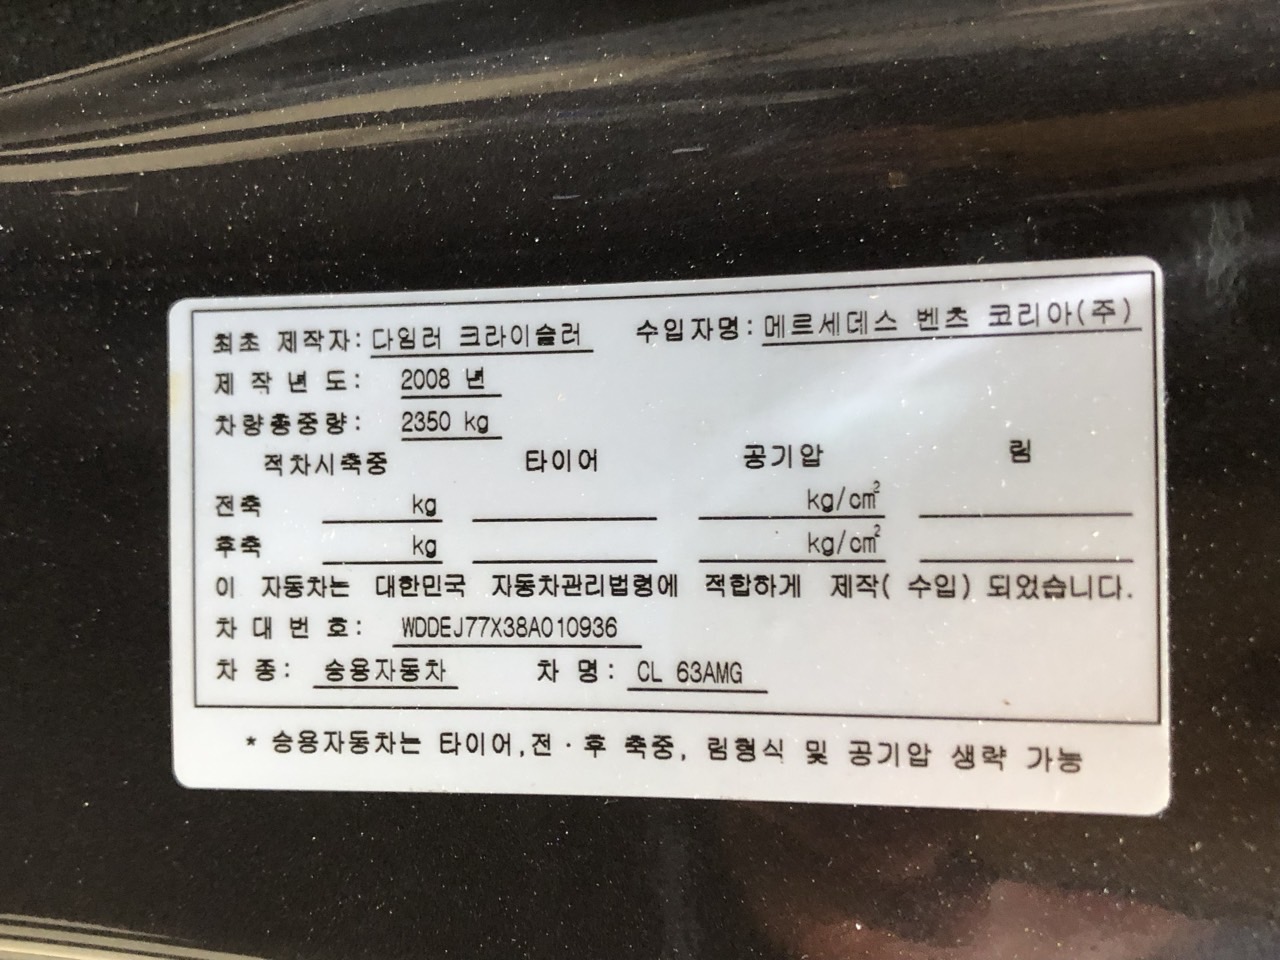 최초 제작자: 다임러 크라이슬러 수입자명: 메르세데스 벤츠 코리아(주)
제 작 년 도: 2008 년
차량총중량: 2350 kg
적차시축중 타이어 공기압 림
전축 kg kg/cm²
후축 kg kg/cm²
이 자동차는 대한민국 자동차관리법령에 적합하게 제작( 수입) 되었습니다.
차 대 번 호: WDDEJ77X38A010936
차 종: 승용자동차 차 명: CL 63AMG
* 승용자동차는 타이어,전·후 축중, 림형식 및 공기압 생략 가능